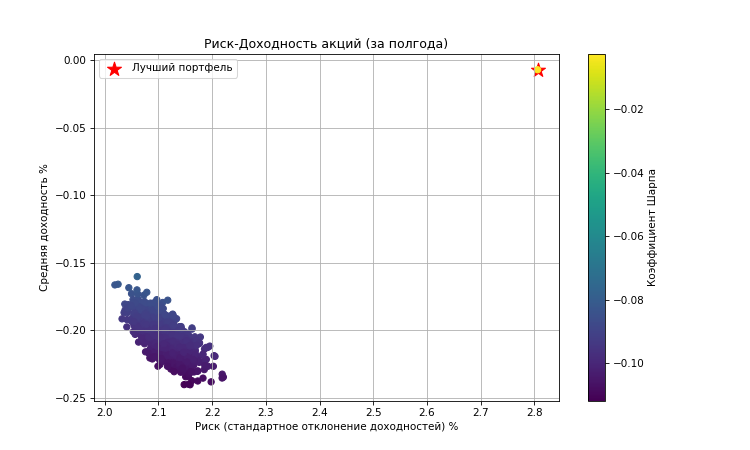 Риск-Доходность акций (за полгода)
Лучший портфель
Средняя доходность %
0.00
−0.05
−0.10
−0.15
−0.20
−0.25
2.0 2.1 2.2 2.3 2.4 2.5 2.6 2.7 2.8
Риск (стандартное отклонение доходностей) %
−0.02
−0.04
−0.06
−0.08
−0.10
Коэффициент Шарпа